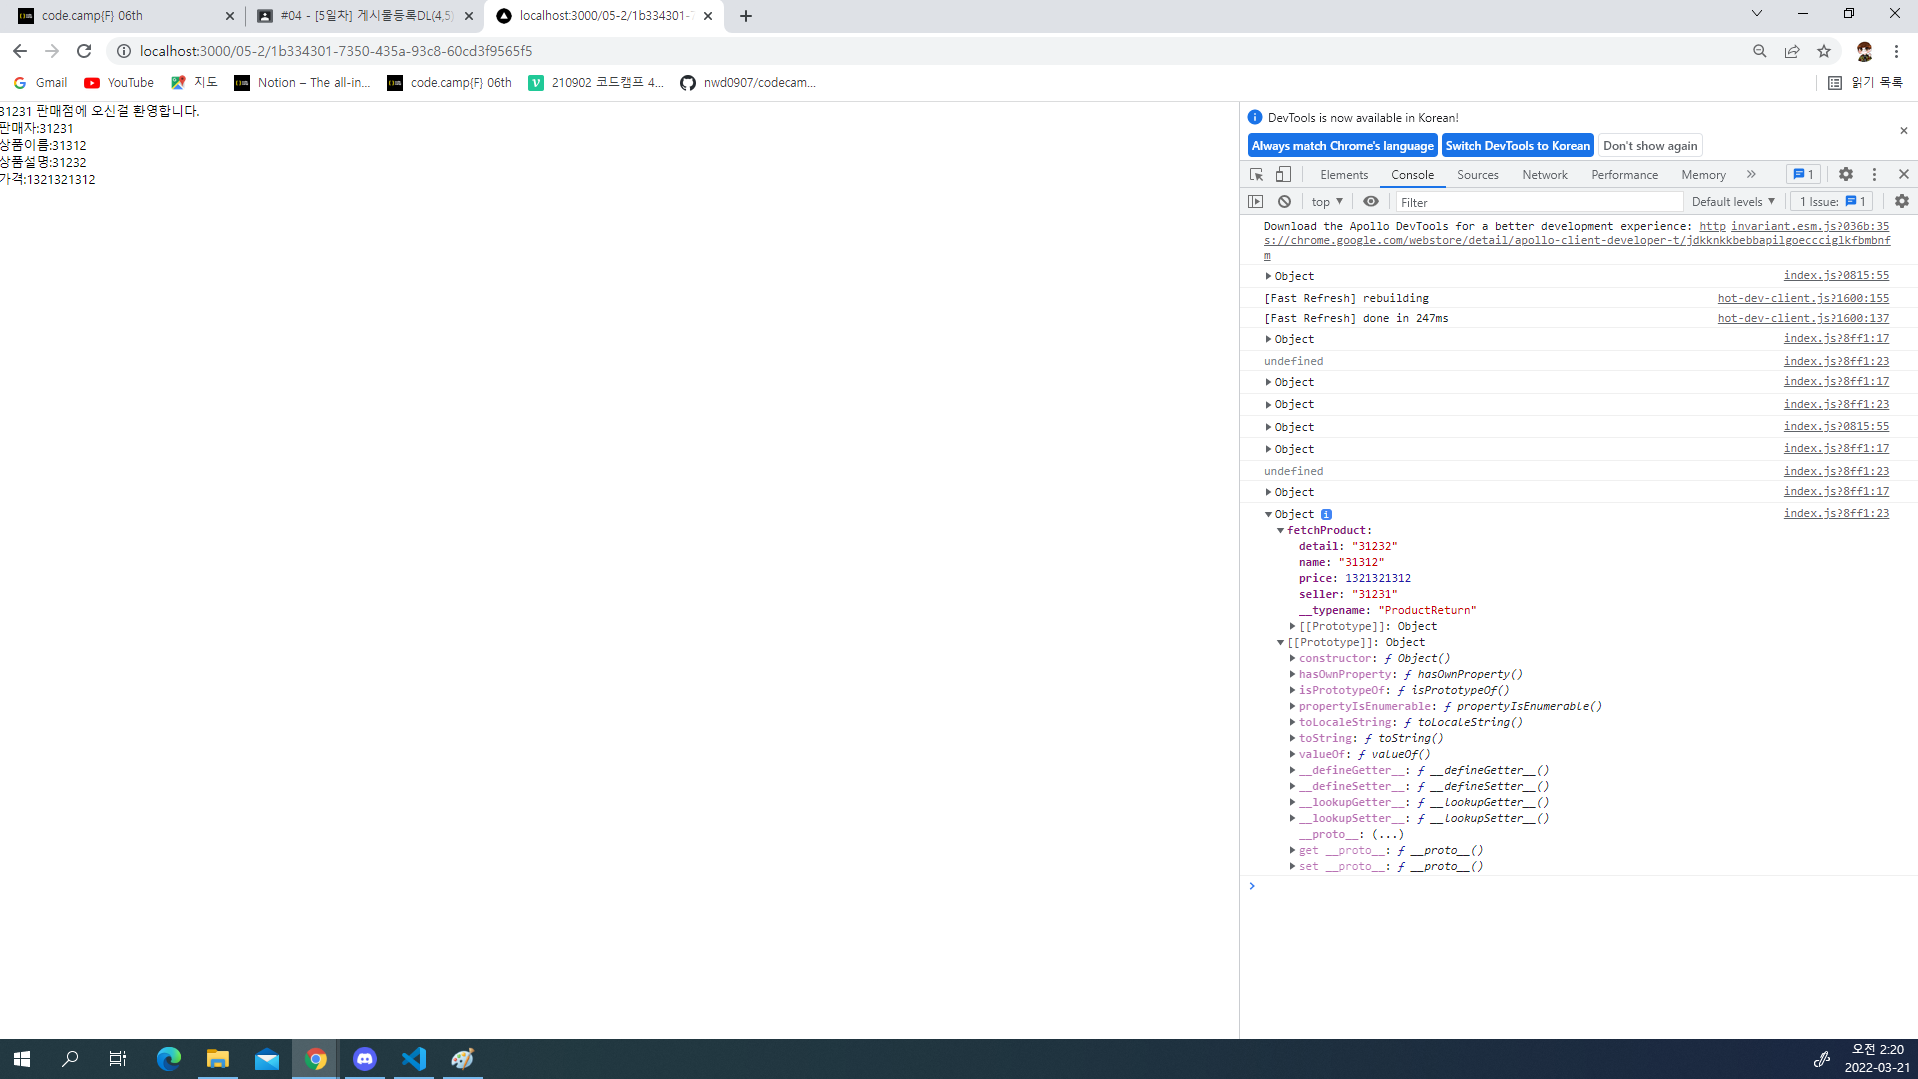 code.camp{F} 06th
#04 - [5일차] 게시물등록DL(4,5)
localhost:3000/05-2/1b334301-7
localhost:3000/05-2/1b334301-7350-435a-93c8-60cd3f9565f5
Gmail YouTube 지도 Notion – The all-in... code.camp{F} 06th 210902 코드캠프 4... nwd0907/codecam... 읽기 목록
31231 판매점에 오신걸 환영합니다.
판매자:31231
상품이름:31312
상품설명:31232
가격:1321321312
DevTools is now available in Korean!
Always match Chrome's language Switch DevTools to Korean Don't show again
Elements Console Sources Network Performance Memory 1
top Filter Default levels 1 Issue: 1
Download the Apollo DevTools for a better development experience: http invariant.esm.js?036b:35
s://chrome.google.com/webstore/detail/apollo-client-developer-t/jdkknkkbebbapilgoeccciglkfbmbnf
m
Object index.js?0815:55
[Fast Refresh] rebuilding hot-dev-client.js?1600:155
[Fast Refresh] done in 247ms hot-dev-client.js?1600:137
Object index.js?8ff1:17
undefined index.js?8ff1:23
Object index.js?8ff1:17
Object index.js?8ff1:23
Object index.js?0815:55
Object index.js?8ff1:17
undefined index.js?8ff1:23
Object index.js?8ff1:17
Object i index.js?8ff1:23
fetchProduct:
detail: "31232"
name: "31312"
price: 1321321312
seller: "31231"
__typename: "ProductReturn"
[[Prototype]]: Object
[[Prototype]]: Object
constructor: ƒ Object()
hasOwnProperty: ƒ hasOwnProperty()
isPrototypeOf: ƒ isPrototypeOf()
propertyIsEnumerable: ƒ propertyIsEnumerable()
toLocaleString: ƒ toLocaleString()
toString: ƒ toString()
valueOf: ƒ valueOf()
__defineGetter__: ƒ __defineGetter__()
__defineSetter__: ƒ __defineSetter__()
__lookupGetter__: ƒ __lookupGetter__()
__lookupSetter__: ƒ __lookupSetter__()
__proto__: (...)
get __proto__: ƒ __proto__()
set __proto__: ƒ __proto__()
오전 2:20
2022-03-21